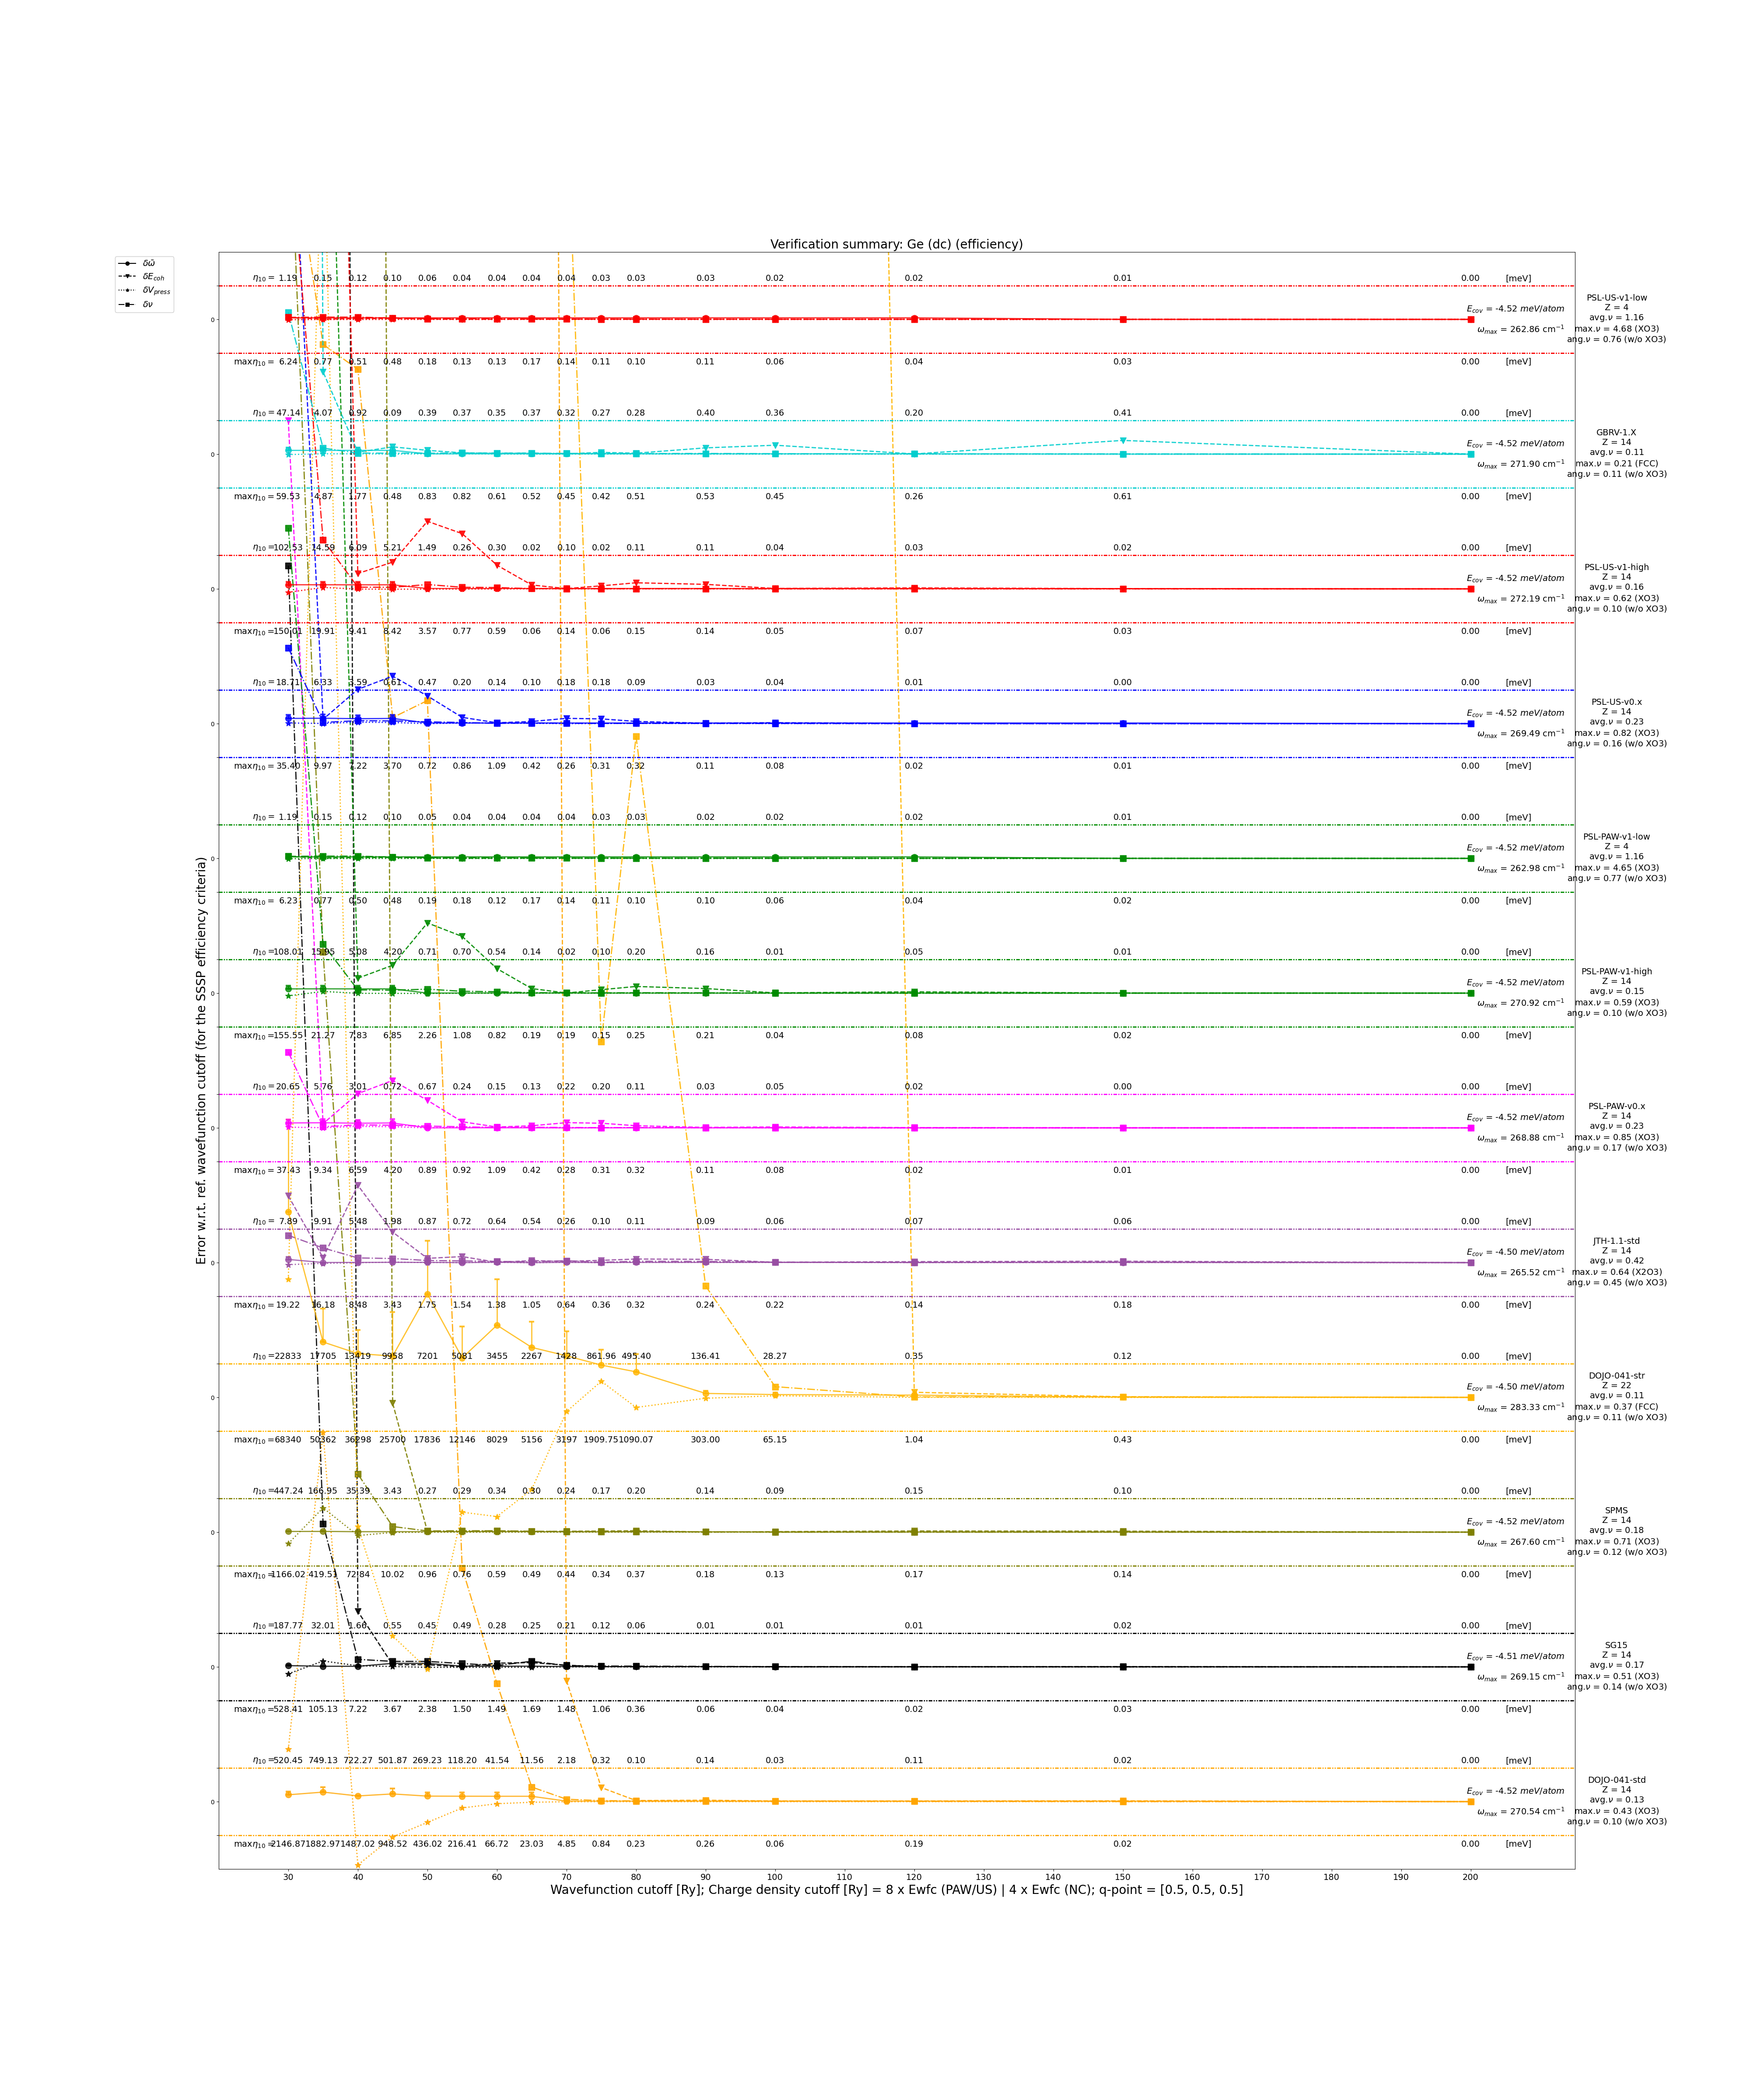 Verification summary: Ge (dc) (efficiency)
δω̄
δE_coh
δV_press
δν
Error w.r.t. ref. wavefunction cutoff (for the SSSP efficiency criteria)
η₁₀ = 1.19 0.15 0.12 0.10 0.06 0.04 0.04 0.04 0.04 0.03 0.03 0.03 0.02 0.02 0.01 0.00 [meV]
PSL-US-v1-low
Z = 4
avg.ν = 1.16
max.ν = 4.68 (XO3)
ang.ν = 0.76 (w/o XO3)
E_cov = -4.52 meV/atom
ω_max = 262.86 cm⁻¹
maxη₁₀ = 6.24 0.77 0.51 0.48 0.18 0.13 0.13 0.17 0.14 0.11 0.10 0.11 0.06 0.04 0.03 0.00 [meV]
η₁₀ = 47.14 4.07 0.92 0.09 0.39 0.37 0.35 0.37 0.32 0.27 0.28 0.40 0.36 0.20 0.41 0.00 [meV]
GBRV-1.X
Z = 14
avg.ν = 0.11
max.ν = 0.21 (FCC)
ang.ν = 0.11 (w/o XO3)
E_cov = -4.52 meV/atom
ω_max = 271.90 cm⁻¹
maxη₁₀ = 59.53 4.87 1.77 0.48 0.83 0.82 0.61 0.52 0.45 0.42 0.51 0.53 0.45 0.26 0.61 0.00 [meV]
η₁₀ = 102.53 14.59 6.09 5.21 1.49 0.26 0.30 0.02 0.10 0.02 0.11 0.11 0.04 0.03 0.02 0.00 [meV]
PSL-US-v1-high
Z = 14
avg.ν = 0.16
max.ν = 0.62 (XO3)
ang.ν = 0.10 (w/o XO3)
E_cov = -4.52 meV/atom
ω_max = 272.19 cm⁻¹
maxη₁₀ = 150.01 19.91 9.41 8.42 3.57 0.77 0.59 0.06 0.14 0.06 0.15 0.14 0.05 0.07 0.03 0.00 [meV]
η₁₀ = 18.71 6.33 3.59 0.61 0.47 0.20 0.14 0.10 0.18 0.18 0.09 0.03 0.04 0.01 0.00 0.00 [meV]
PSL-US-v0.x
Z = 14
avg.ν = 0.23
max.ν = 0.82 (XO3)
ang.ν = 0.16 (w/o XO3)
E_cov = -4.52 meV/atom
ω_max = 269.49 cm⁻¹
maxη₁₀ = 35.40 9.97 7.22 3.70 0.72 0.86 1.09 0.42 0.26 0.31 0.32 0.11 0.08 0.02 0.01 0.00 [meV]
η₁₀ = 1.19 0.15 0.12 0.10 0.05 0.04 0.04 0.04 0.04 0.03 0.03 0.02 0.02 0.02 0.01 0.00 [meV]
PSL-PAW-v1-low
Z = 4
avg.ν = 1.16
max.ν = 4.65 (XO3)
ang.ν = 0.77 (w/o XO3)
E_cov = -4.52 meV/atom
ω_max = 262.98 cm⁻¹
maxη₁₀ = 6.23 0.77 0.50 0.48 0.19 0.18 0.12 0.17 0.14 0.11 0.10 0.10 0.06 0.04 0.02 0.00 [meV]
η₁₀ = 108.01 15.95 5.08 4.20 0.71 0.70 0.54 0.14 0.02 0.10 0.20 0.16 0.01 0.05 0.01 0.00 [meV]
PSL-PAW-v1-high
Z = 14
avg.ν = 0.15
max.ν = 0.59 (XO3)
ang.ν = 0.10 (w/o XO3)
E_cov = -4.52 meV/atom
ω_max = 270.92 cm⁻¹
maxη₁₀ = 155.55 21.27 7.83 6.85 2.26 1.08 0.82 0.19 0.19 0.15 0.25 0.21 0.04 0.08 0.02 0.00 [meV]
η₁₀ = 20.65 5.76 3.01 0.72 0.67 0.24 0.15 0.13 0.22 0.20 0.11 0.03 0.05 0.02 0.00 0.00 [meV]
PSL-PAW-v0.x
Z = 14
avg.ν = 0.23
max.ν = 0.85 (XO3)
ang.ν = 0.17 (w/o XO3)
E_cov = -4.52 meV/atom
ω_max = 268.88 cm⁻¹
maxη₁₀ = 37.43 9.34 6.59 4.20 0.89 0.92 1.09 0.42 0.28 0.31 0.32 0.11 0.08 0.02 0.01 0.00 [meV]
η₁₀ = 7.89 9.91 5.48 1.98 0.87 0.72 0.64 0.54 0.26 0.10 0.11 0.09 0.06 0.07 0.06 0.00 [meV]
JTH-1.1-std
Z = 14
avg.ν = 0.42
max.ν = 0.64 (X2O3)
ang.ν = 0.45 (w/o XO3)
E_cov = -4.50 meV/atom
ω_max = 265.52 cm⁻¹
maxη₁₀ = 19.22 16.18 8.48 3.43 1.75 1.54 1.38 1.05 0.64 0.36 0.32 0.24 0.22 0.14 0.18 0.00 [meV]
η₁₀ = 22833 17705 13419 9958 7201 5081 3455 2267 1428 861.96 495.40 136.41 28.27 0.35 0.12 0.00 [meV]
DOJO-041-str
Z = 22
avg.ν = 0.11
max.ν = 0.37 (FCC)
ang.ν = 0.11 (w/o XO3)
E_cov = -4.50 meV/atom
ω_max = 283.33 cm⁻¹
maxη₁₀ = 68340 50362 36298 25700 17836 12146 8029 5156 3197 1909.75 1090.07 303.00 65.15 1.04 0.43 0.00 [meV]
η₁₀ = 447.24 166.95 35.39 3.43 0.27 0.29 0.34 0.30 0.24 0.17 0.20 0.14 0.09 0.15 0.10 0.00 [meV]
SPMS
Z = 14
avg.ν = 0.18
max.ν = 0.71 (XO3)
ang.ν = 0.12 (w/o XO3)
E_cov = -4.52 meV/atom
ω_max = 267.60 cm⁻¹
maxη₁₀ = 1166.02 419.51 72.84 10.02 0.96 0.76 0.59 0.49 0.44 0.34 0.37 0.18 0.13 0.17 0.14 0.00 [meV]
η₁₀ = 187.77 32.01 1.66 0.55 0.45 0.49 0.28 0.25 0.21 0.12 0.06 0.01 0.01 0.01 0.02 0.00 [meV]
SG15
Z = 14
avg.ν = 0.17
max.ν = 0.51 (XO3)
ang.ν = 0.14 (w/o XO3)
E_cov = -4.51 meV/atom
ω_max = 269.15 cm⁻¹
maxη₁₀ = 528.41 105.13 7.22 3.67 2.38 1.50 1.49 1.69 1.48 1.06 0.36 0.06 0.04 0.02 0.03 0.00 [meV]
η₁₀ = 520.45 749.13 722.27 501.87 269.23 118.20 41.54 11.56 2.18 0.32 0.10 0.14 0.03 0.11 0.02 0.00 [meV]
DOJO-041-std
Z = 14
avg.ν = 0.13
max.ν = 0.43 (XO3)
ang.ν = 0.10 (w/o XO3)
E_cov = -4.52 meV/atom
ω_max = 270.54 cm⁻¹
maxη₁₀ = 2146.87 1882.97 1487.02 948.52 436.02 216.41 66.72 23.03 4.85 0.84 0.23 0.26 0.06 0.19 0.02 0.00 [meV]
0
0
0
0
0
0
0
0
0
0
0
0
30 40 50 60 70 80 90 100 110 120 130 140 150 160 170 180 190 200
Wavefunction cutoff [Ry]; Charge density cutoff [Ry] = 8 x Ewfc (PAW/US) | 4 x Ewfc (NC); q-point = [0.5, 0.5, 0.5]